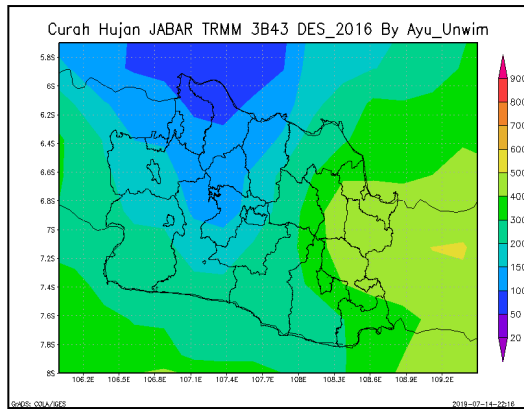 Curah Hujan JABAR TRMM 3B43 DES_2016 By Ayu_Unwim
5.8S
6S
6.2S
6.4S
6.6S
6.8S
7S
7.2S
7.4S
7.6S
7.8S
8S
106.2E 106.5E 106.8E 107.1E 107.4E 107.7E 108E 108.3E 108.6E 108.9E 109.2E
900
800
700
600
500
400
300
200
150
100
50
20
GrADS: COLA/IGES
2019-07-14-22:16